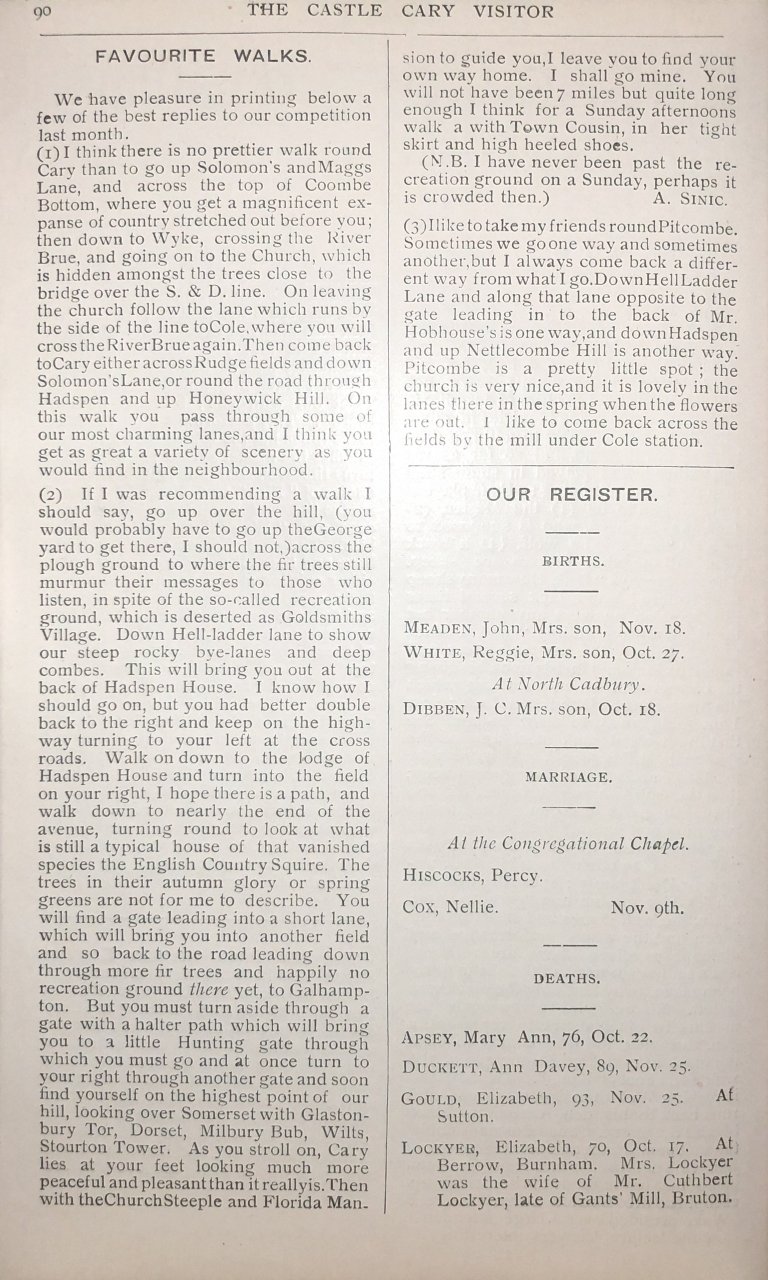 90
THE CASTLE CARY VISITOR
FAVOURITE WALKS.
We have pleasure in printing below a
few of the best replies to our competition
last month.
(1) I think there is no prettier walk round
Cary than to go up Solomon's andMaggs
Lane, and across the top of Coombe
Bottom, where you get a magnificent ex-
panse of country stretched out before you;
then down to Wyke, crossing the River
Brue, and going on to the Church, which
is hidden amongst the trees close to the
bridge over the S. & D. line. On leaving
the church follow the lane which runs by
the side of the line toCole,where you will
cross theRiverBrue again.Then come back
toCary either acrossRudge fields and down
Solomon'sLane,or round the road through
Hadspen and up Honeywick Hill. On
this walk you pass through some of
our most charming lanes,and I think you
get as great a variety of scenery as you
would find in the neighbourhood.
(2) If I was recommending a walk I
should say, go up over the hill, (you
would probably have to go up theGeorge
yard to get there, I should not,)across the
plough ground to where the fir trees still
murmur their messages to those who
listen, in spite of the so-called recreation
ground, which is deserted as Goldsmiths
Village. Down Hell-ladder lane to show
our steep rocky bye-lanes and deep
combes. This will bring you out at the
back of Hadspen House. I know how I
should go on, but you had better double
back to the right and keep on the high-
way turning to your left at the cross
roads. Walk on down to the lodge of
Hadspen House and turn into the field
on your right, I hope there is a path, and
walk down to nearly the end of the
avenue, turning round to look at what
is still a typical house of that vanished
species the English Country Squire. The
trees in their autumn glory or spring
greens are not for me to describe. You
will find a gate leading into a short lane,
which will bring you into another field
and so back to the road leading down
through more fir trees and happily no
recreation ground there yet, to Galhamp-
ton. But you must turn aside through a
gate with a halter path which will bring
you to a little Hunting gate through
which you must go and at once turn to
your right through another gate and soon
find yourself on the highest point of our
hill, looking over Somerset with Glaston-
bury Tor, Dorset, Milbury Bub, Wilts,
Stourton Tower. As you stroll on, Cary
lies at your feet looking much more
peaceful and pleasant than it reallyis.Then
with theChurchSteeple and Florida Man-
sion to guide you,I leave you to find your
own way home. I shall go mine. You
will not have been 7 miles but quite long
enough I think for a Sunday afternoons
walk a with Town Cousin, in her tight
skirt and high heeled shoes.
(N.B. I have never been past the re-
creation ground on a Sunday, perhaps it
is crowded then.) A. SINIC.
(3)Ilike to take my friends roundPitcombe.
Sometimes we go one way and sometimes
another,but I always come back a differ-
ent way from what I go.DownHellLadder
Lane and along that lane opposite to the
gate leading in to the back of Mr.
Hobhouse's is one way,and downHadspen
and up Nettlecombe Hill is another way.
Pitcombe is a pretty little spot ; the
church is very nice,and it is lovely in the
lanes there in the spring when the flowers
are out. I like to come back across the
fields by the mill under Cole station.
OUR REGISTER.
BIRTHS.
MEADEN, John, Mrs. son, Nov. 18.
WHITE, Reggie, Mrs. son, Oct. 27.
At North Cadbury.
DIBBEN, J. C. Mrs. son, Oct. 18.
MARRIAGE.
At the Congregational Chapel.
HISCOCKS, Percy.
COX, Nellie. Nov. 9th.
DEATHS.
APSEY, Mary Ann, 76, Oct. 22.
DUCKETT, Ann Davey, 89, Nov. 25.
GOULD, Elizabeth, 93, Nov. 25. At
Sutton.
LOCKYER, Elizabeth, 70, Oct. 17. At
Berrow, Burnham. Mrs. Lockyer
was the wife of Mr. Cuthbert
Lockyer, late of Gants' Mill, Bruton.